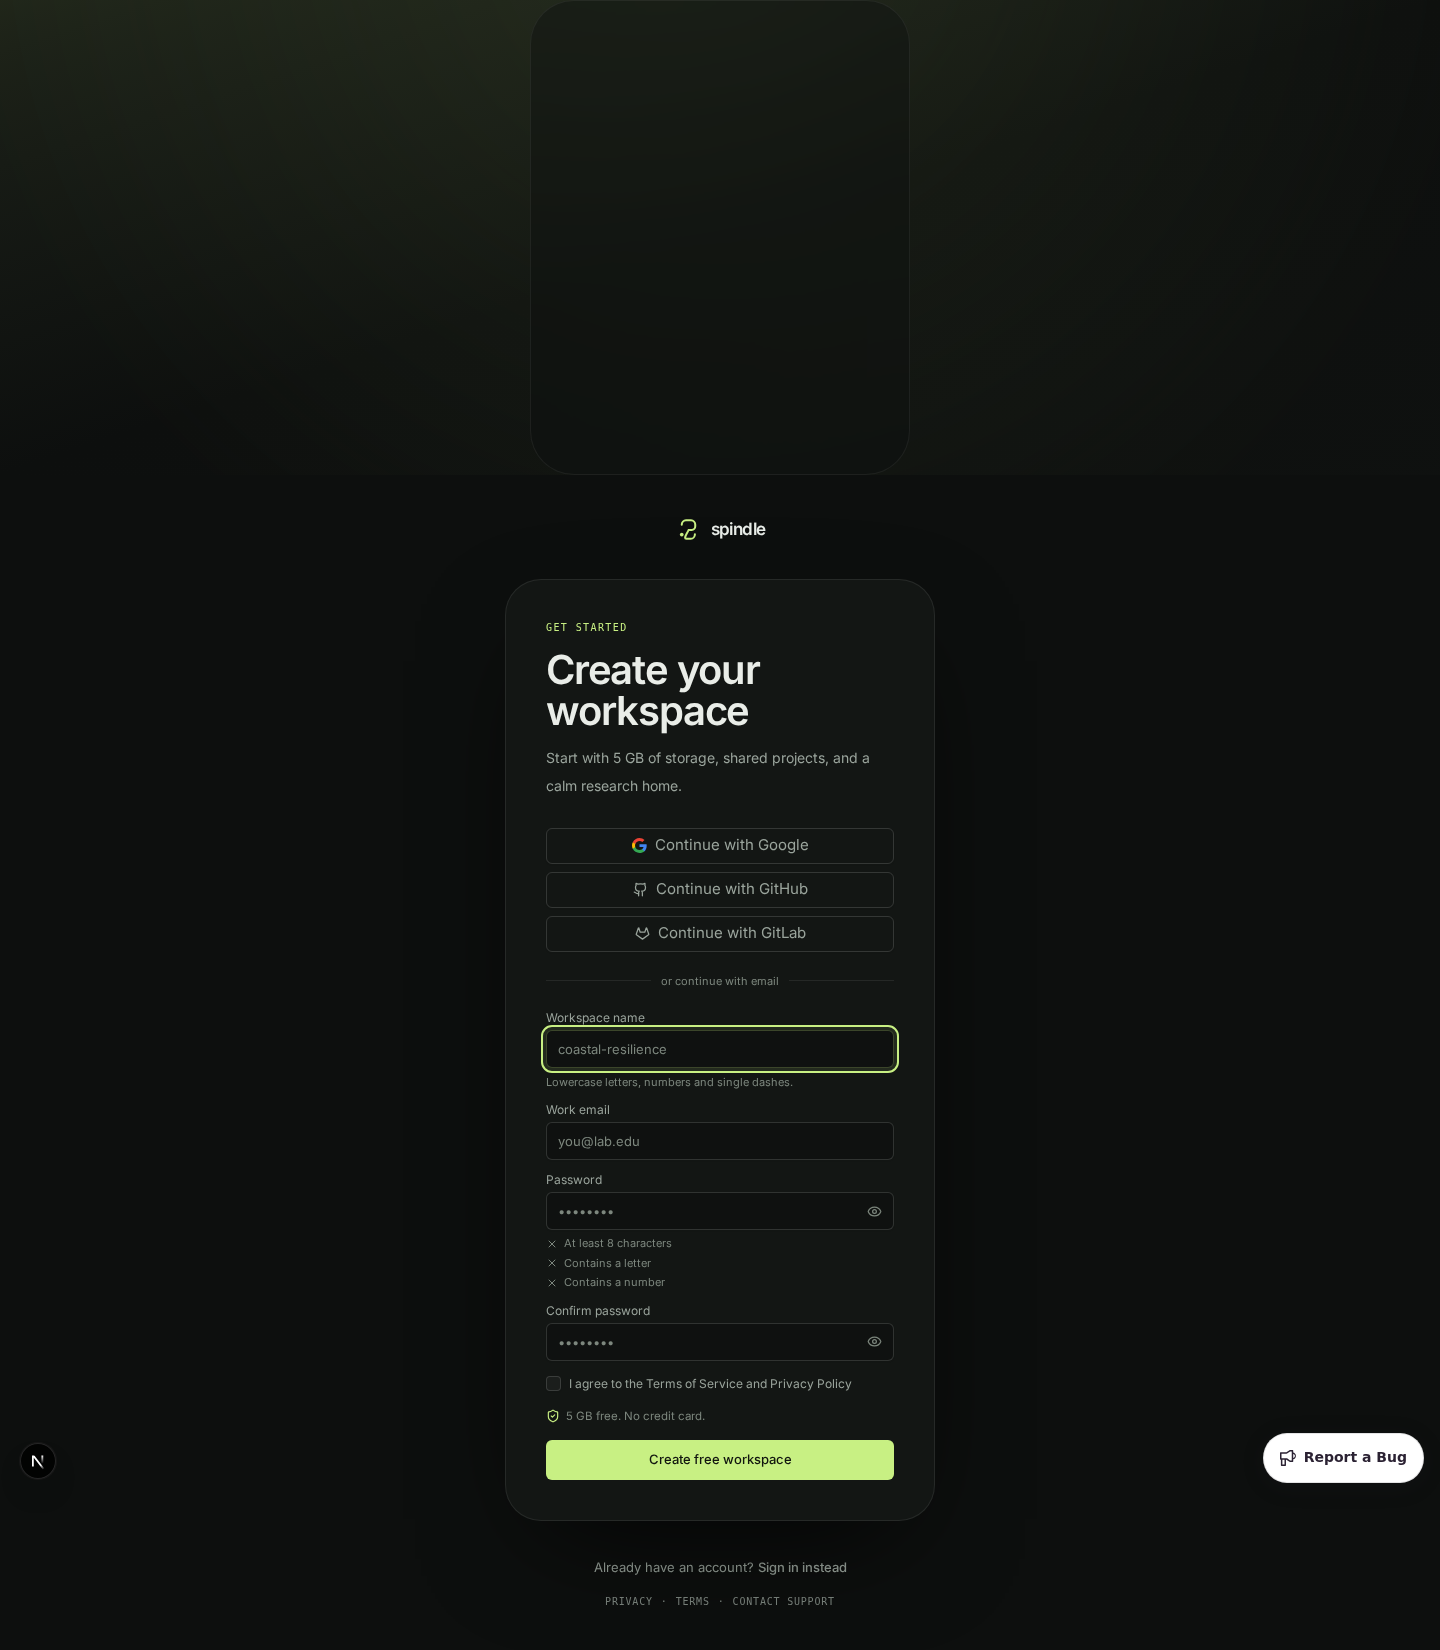 spindle
GET STARTED
Create your
workspace
Start with 5 GB of storage, shared projects, and a
calm research home.
Continue with Google
Continue with GitHub
Continue with GitLab
or continue with email
Workspace name
coastal-resilience
Lowercase letters, numbers and single dashes.
Work email
you@lab.edu
Password
••••••••
At least 8 characters
Contains a letter
Contains a number
Confirm password
••••••••
I agree to the Terms of Service and Privacy Policy
5 GB free. No credit card.
Create free workspace
N
Report a Bug
Already have an account? Sign in instead
PRIVACY · TERMS · CONTACT SUPPORT